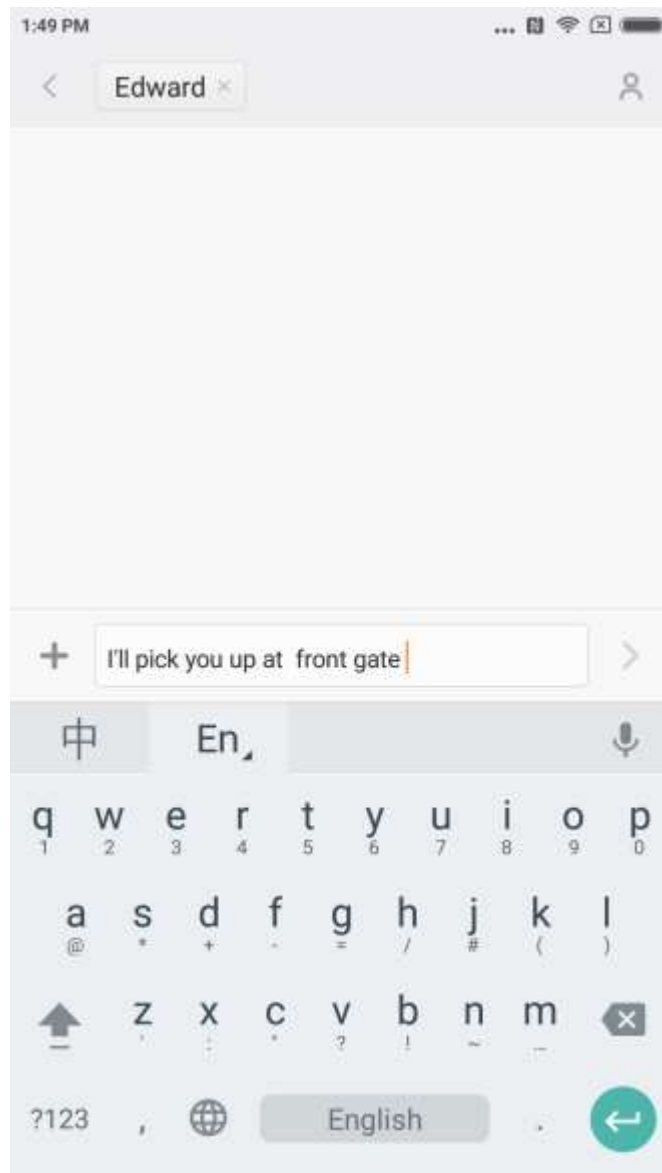 1:49 PM
Edward ×
I'll pick you up at  front gate
中 En
q w e r t y u i o p
1 2 3 4 5 6 7 8 9 0
a s d f g h j k l
@ * + - = / # ( )
z x c v b n m
' : " ? ! ~ _
?123 , English .